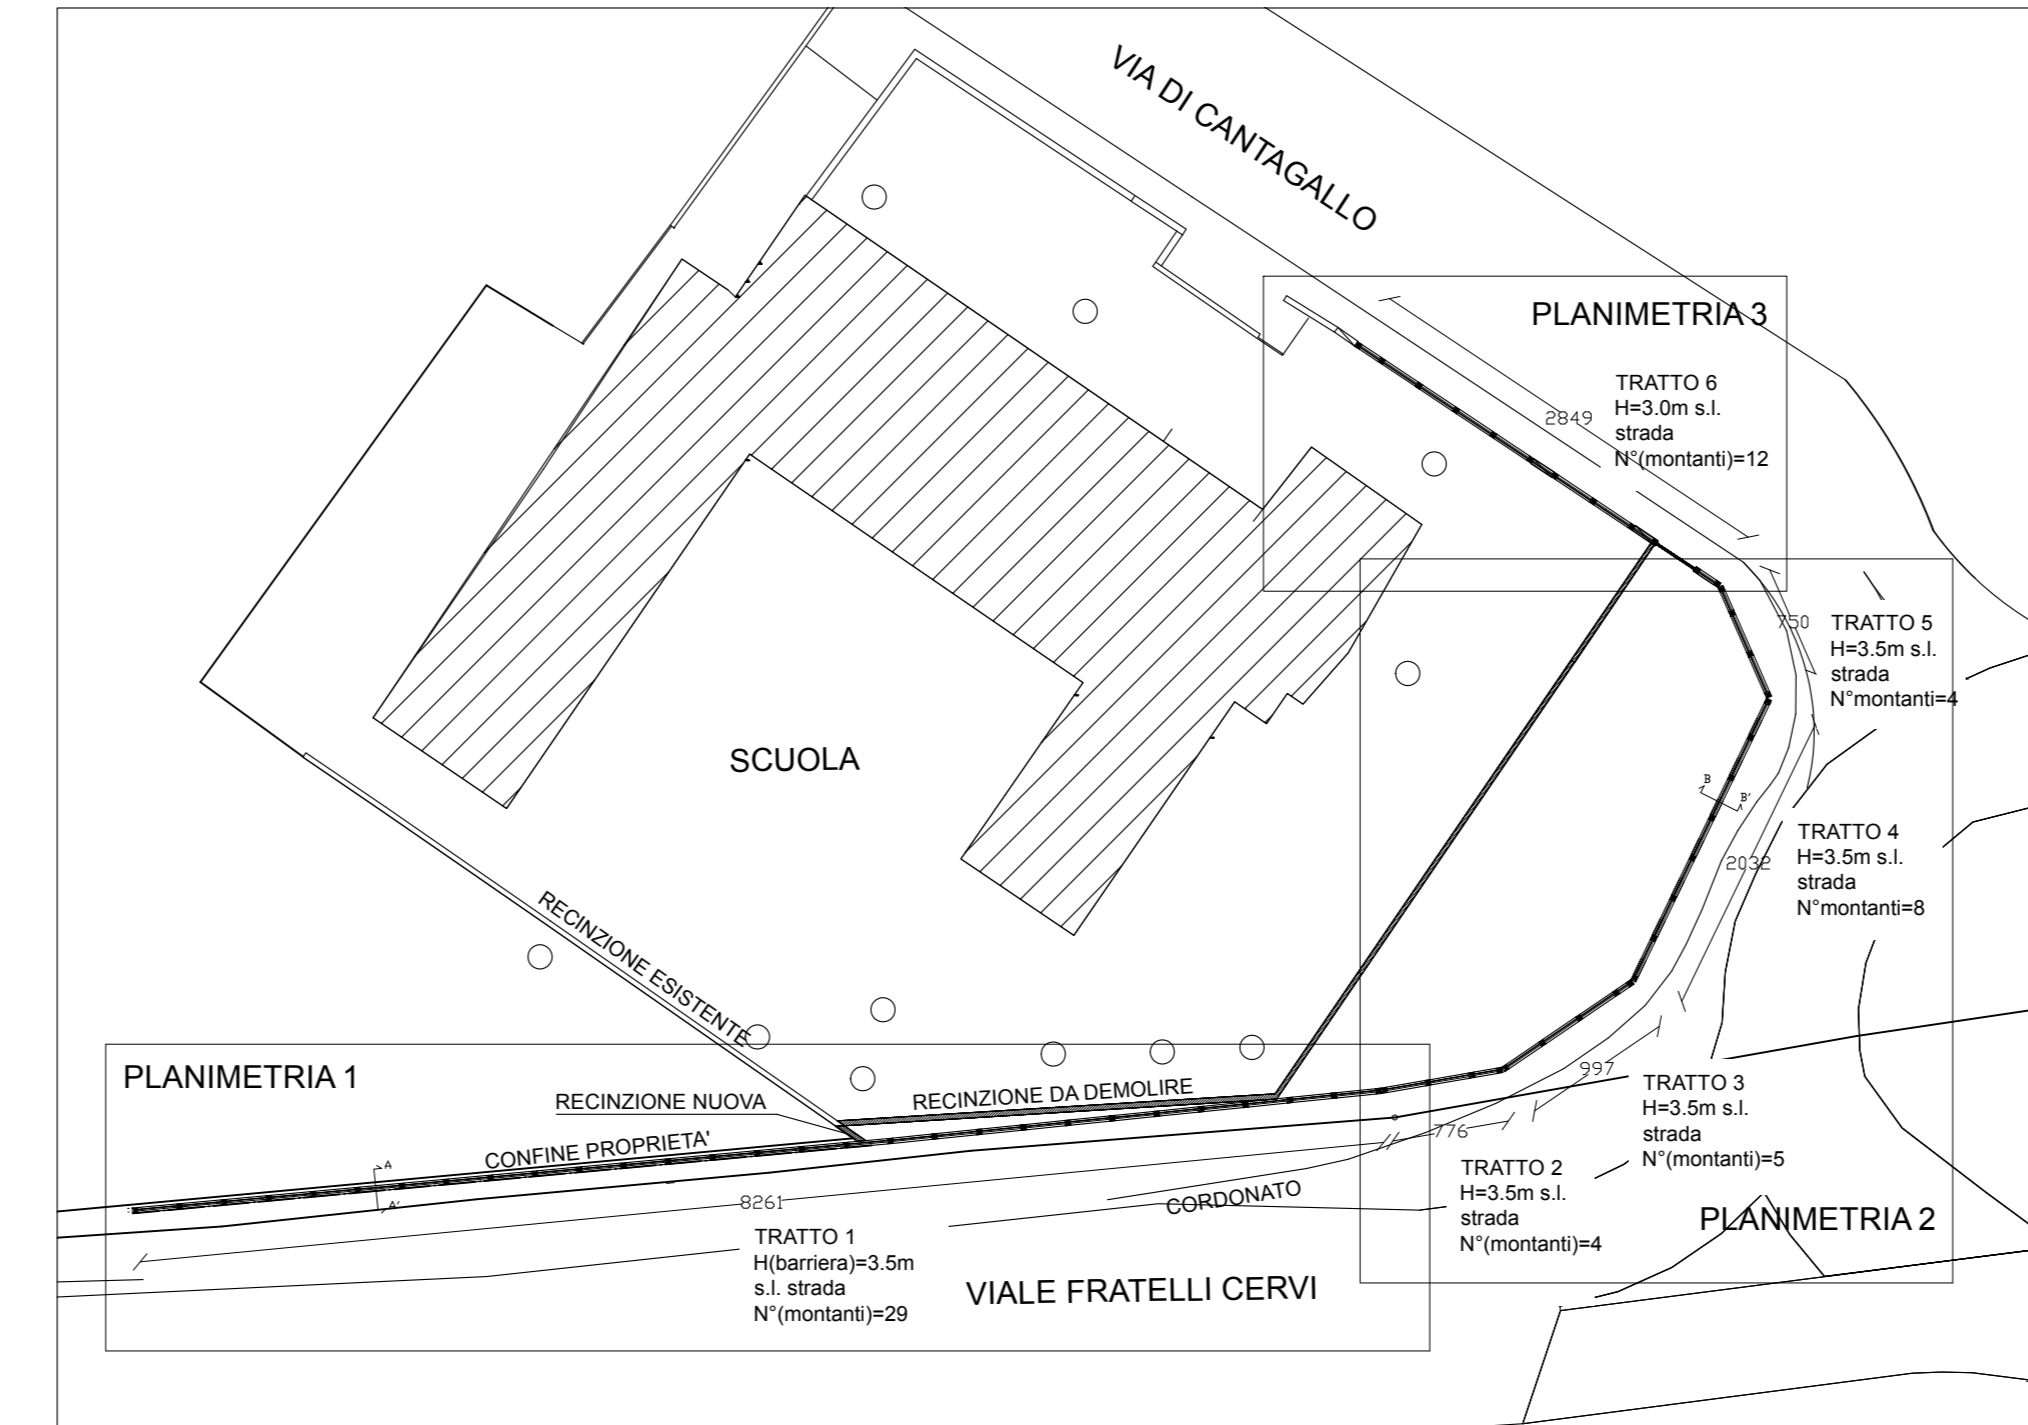 VIA DI CANTAGALLO
PLANIMETRIA 3
TRATTO 6
H=3.0m s.l.
strada
N°(montanti)=12
2849
750
TRATTO 5
H=3.5m s.l.
strada
N°montanti=4
SCUOLA
B
B'
TRATTO 4
H=3.5m s.l.
strada
N°montanti=8
2032
RECINZIONE ESISTENTE
PLANIMETRIA 1
RECINZIONE NUOVA
RECINZIONE DA DEMOLIRE
CONFINE PROPRIETA'
A
A'
997
TRATTO 3
H=3.5m s.l.
strada
N°(montanti)=5
776
TRATTO 2
H=3.5m s.l.
strada
N°(montanti)=4
PLANIMETRIA 2
8261
CORDONATO
TRATTO 1
H(barriera)=3.5m
s.l. strada
N°(montanti)=29
VIALE FRATELLI CERVI